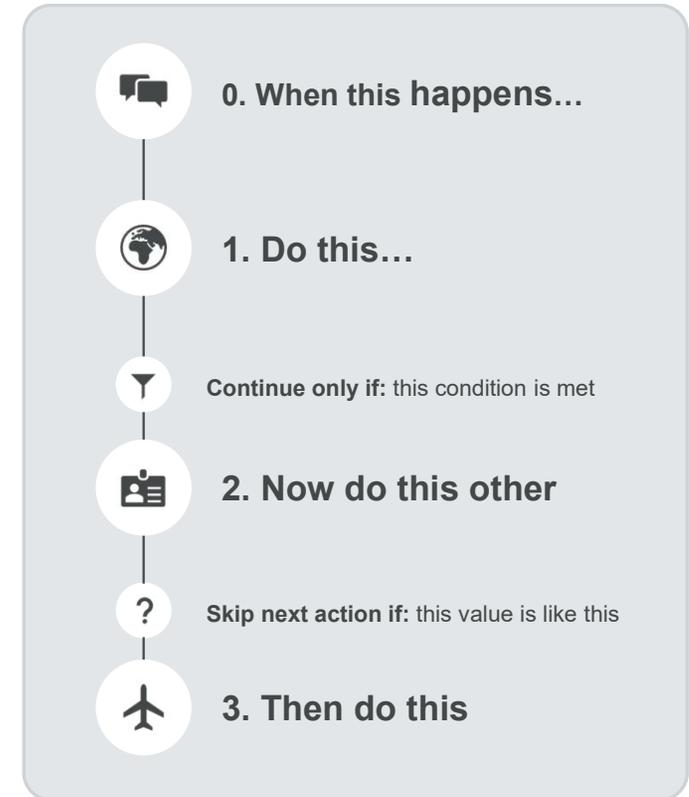 0. When this happens…
1. Do this…
Continue only if: this condition is met
2. Now do this other
?
Skip next action if: this value is like this
3. Then do this